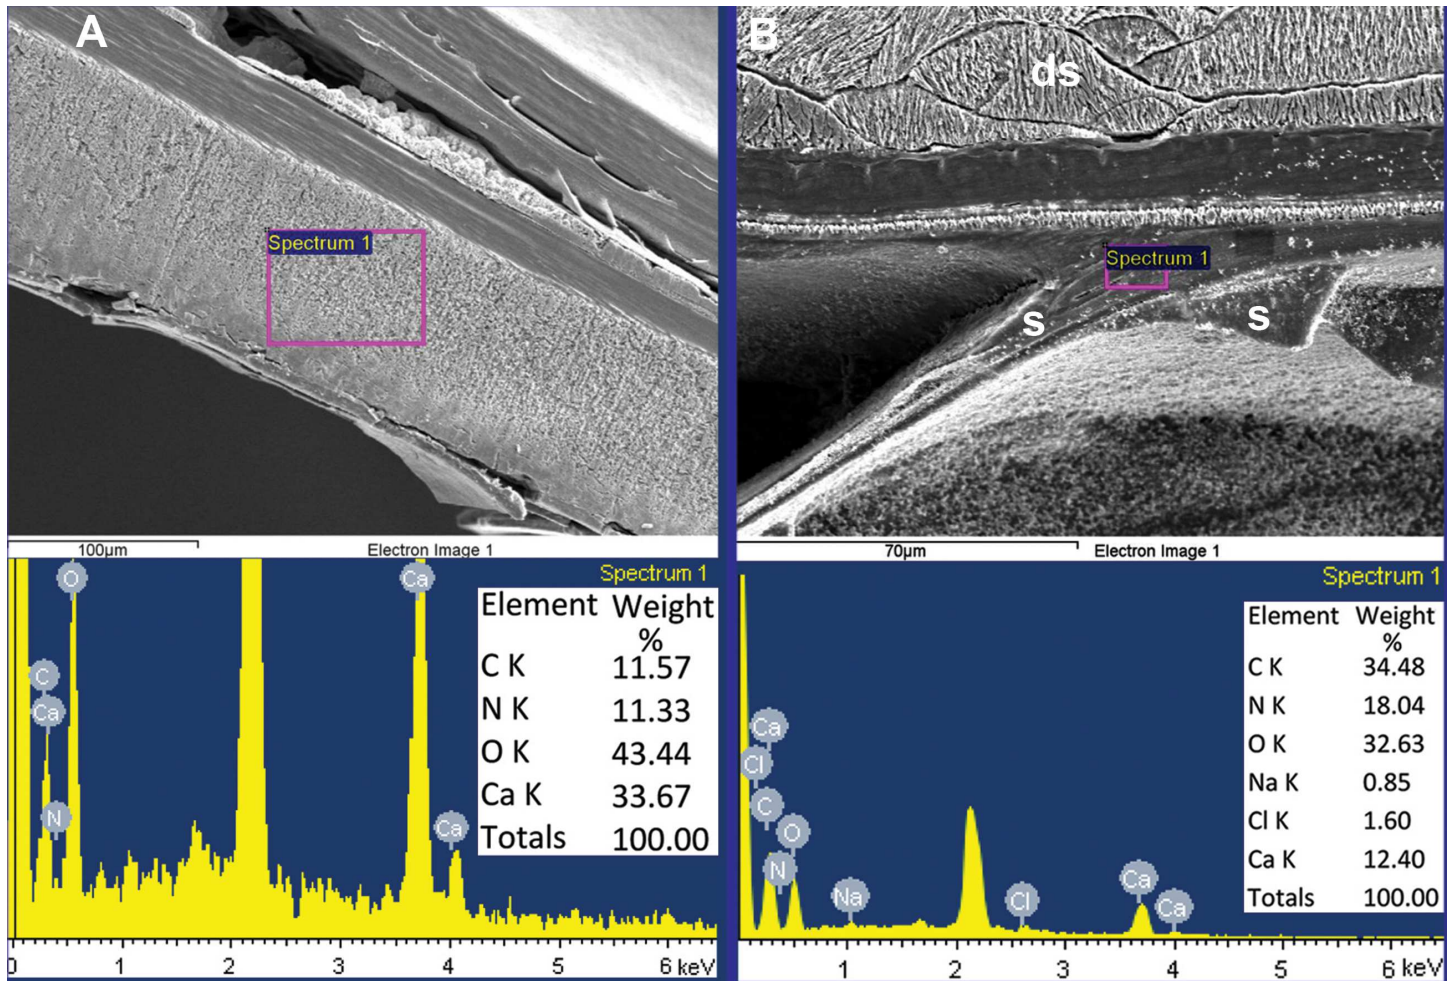 A
Spectrum 1
100µm
Electron Image 1
Spectrum 1
O
Ca
C
Ca
N
Ca
Element Weight
%
C K 11.57
N K 11.33
O K 43.44
Ca K 33.67
Totals 100.00
0 1 2 3 4 5 6 keV
B
ds
Spectrum 1
s
s
70µm
Electron Image 1
Spectrum 1
Ca
Cl
C
O
N
Na
Cl
Ca
Ca
Element Weight
%
C K 34.48
N K 18.04
O K 32.63
Na K 0.85
Cl K 1.60
Ca K 12.40
Totals 100.00
1 2 3 4 5 6 keV